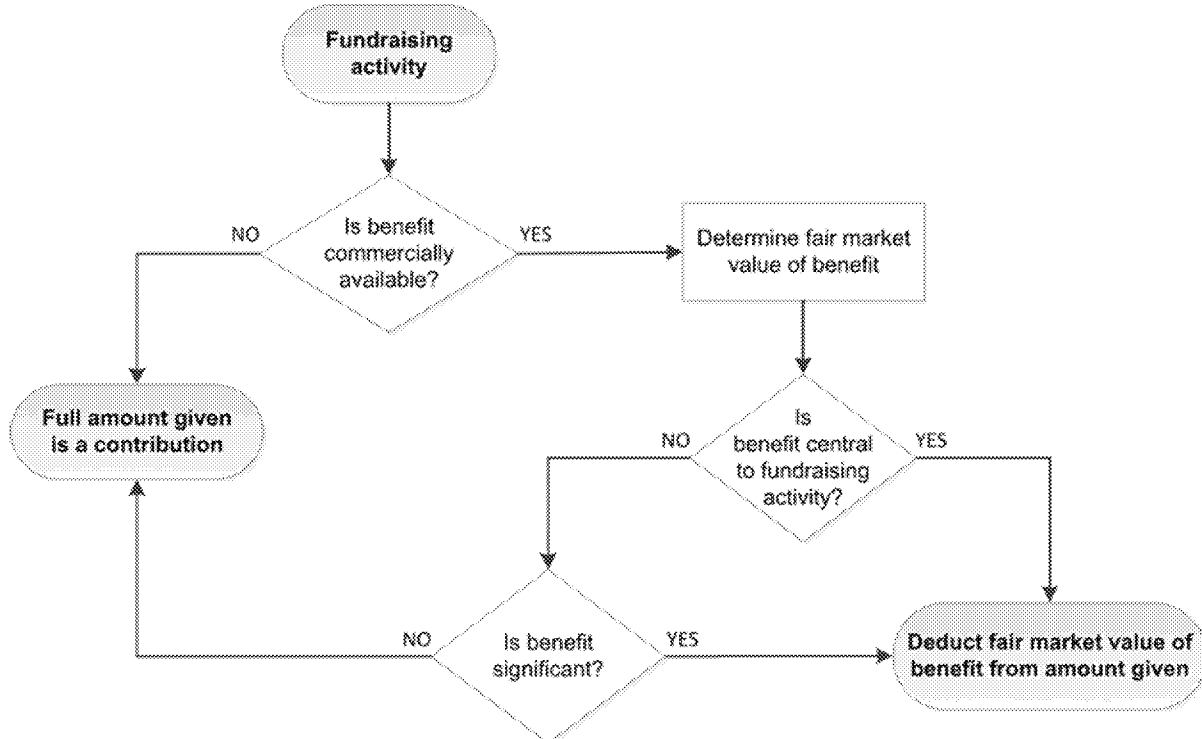 Fundraising
activity
NO
Is benefit
commercially
available?
YES
Determine fair market
value of benefit
Full amount given
is a contribution
NO
Is
benefit central
to fundraising
activity?
YES
NO
Is benefit
significant?
YES
Deduct fair market value of
benefit from amount given